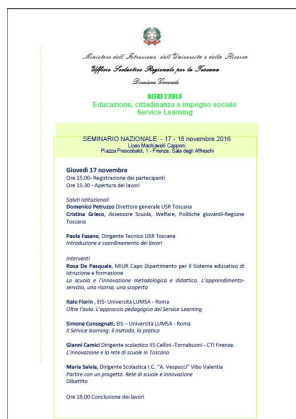 Ministero dell'Istruzione, dell'Università e della Ricerca
Ufficio Scolastico Regionale per la Toscana
Direzione Generale
OLTRE L'AULA
Educazione, cittadinanza e impegno sociale
Service Learning
SEMINARIO NAZIONALE - 17 - 18 novembre 2016
Liceo Machiavelli Capponi
Piazza Frescobaldi, 1 - Firenze, Sala degli Affreschi
Giovedì 17 novembre
Ore 15.00- Registrazione dei partecipanti
Ore 15.30 - Apertura dei lavori
Saluti istituzionali
Domenico Petruzzo Direttore generale USR Toscana
Cristina Grieco, Assessore Scuola, Welfare, Politiche giovanili-Regione
Toscana
Paola Fasano, Dirigente Tecnico USR Toscana
Introduzione e coordinamento dei lavori
Interventi
Rosa De Pasquale, MIUR Capo Dipartimento per il Sistema educativo di
istruzione e formazione
La scuola e l'innovazione metodologica e didattica. L'apprendimento-
servizio, una risorsa, una scoperta
Italo Fiorin , EIS- Università LUMSA - Roma
Oltre l'aula. L'approccio pedagogico del Service Learning
Simone Consegnati, EIS – Università LUMSA - Roma
Il Service learning: il metodo, la pratica
Gianni Camici Dirigente scolastico IIS Cellini -Tornabuoni - CTI Firenze.
L'innovazione e la rete di scuole in Toscana
Maria Salvia, Dirigente Scolastica I.C. "A. Vespucci" Vibo Valentia
Partire con un progetto. Rete di scuole e innovazione
Dibattito
Ore 18.00 Conclusione dei lavori